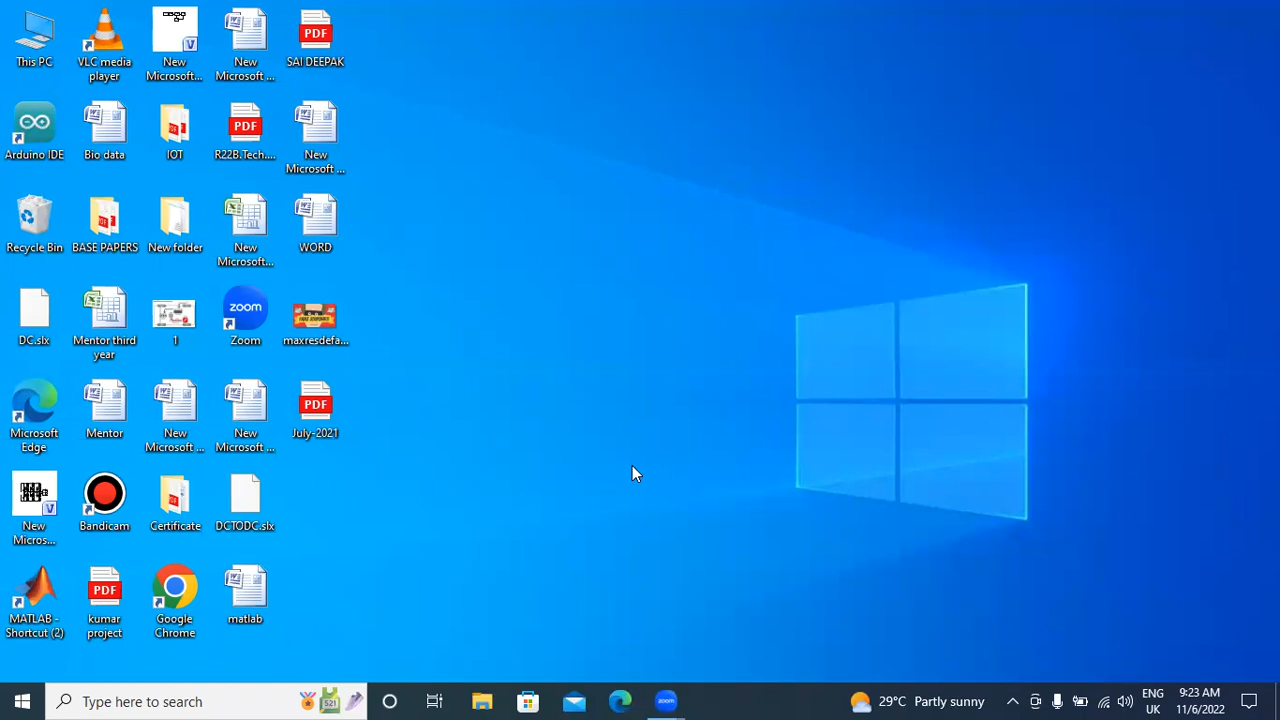 This PC
VLC media
player
New
Microsoft...
New
Microsoft ...
PDF
SAI DEEPAK
Arduino IDE
Bio data
IOT
PDF
R22B.Tech....
New
Microsoft ...
Recycle Bin
BASE PAPERS
New folder
New
Microsoft...
WORD
DC.slx
Mentor third
year
1
zoom
Zoom
maxresdefa...
Microsoft
Edge
Mentor
New
Microsoft ...
New
Microsoft ...
PDF
July-2021
New
Micros...
Bandicam
Certificate
DCTODC.slx
MATLAB -
Shortcut (2)
PDF
kumar
project
Google
Chrome
matlab
Type here to search
521
zoom
29°C Partly sunny
ENG
UK
9:23 AM
11/6/2022